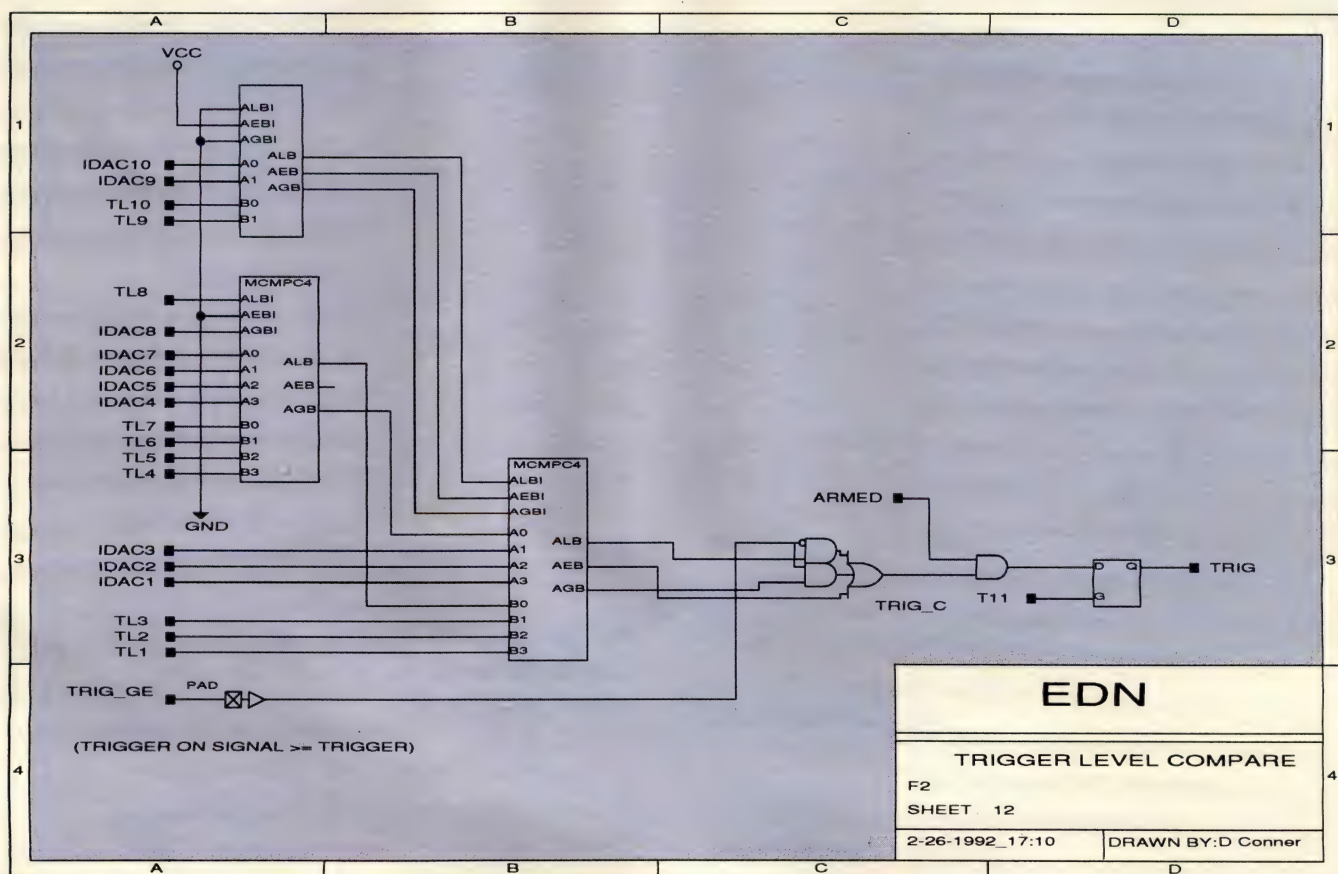 A B C D
VCC
1 1
ALBI
AEBI
AGBI
ALB
AEB
AGB
IDAC10 A0
IDAC9 A1
TL10 B0
TL9 B1
MCMPC4
TL8 ALBI
AEBI
IDAC8 AGBI
2 2
IDAC7 A0
IDAC6 A1
IDAC5 A2
IDAC4 A3
ALB
AEB
AGB
TL7 B0
TL6 B1
TL5 B2
TL4 B3
GND
MCMPC4
ALBI
AEBI
AGBI
A0
IDAC3 A1
IDAC2 A2
IDAC1 A3
B0
TL3 B1
TL2 B2
TL1 B3
ALB
AEB
AGB
3 3
ARMED
TRIG_C
T11
D Q
G
TRIG
TRIG_GE PAD
(TRIGGER ON SIGNAL >= TRIGGER)
4 4
EDN
TRIGGER LEVEL COMPARE
F2
SHEET 12
2-26-1992_17:10 DRAWN BY:D Conner
A B C D